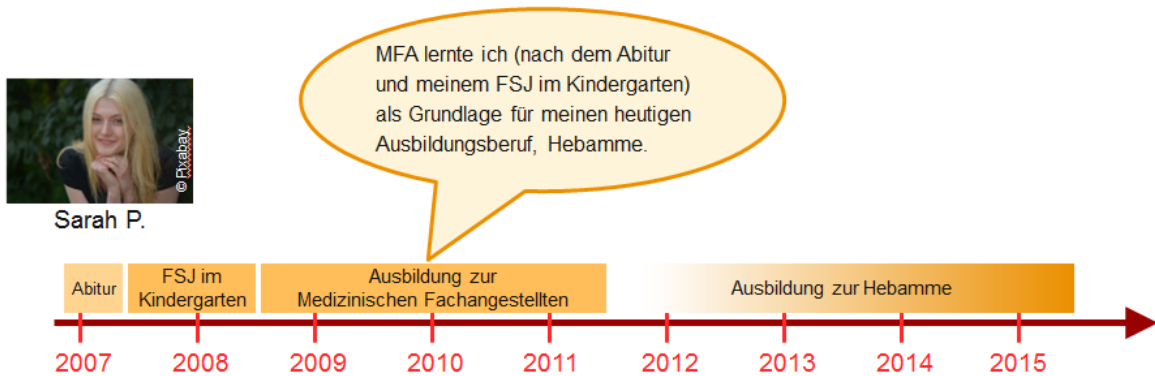 MFA lernte ich (nach dem Abitur
und meinem FSJ im Kindergarten)
als Grundlage für meinen heutigen
Ausbildungsberuf, Hebamme.
© Pixabay
Sarah P.
Abitur
FSJ im
Kindergarten
Ausbildung zur
Medizinischen Fachangestellten
Ausbildung zur Hebamme
2007 2008 2009 2010 2011 2012 2013 2014 2015